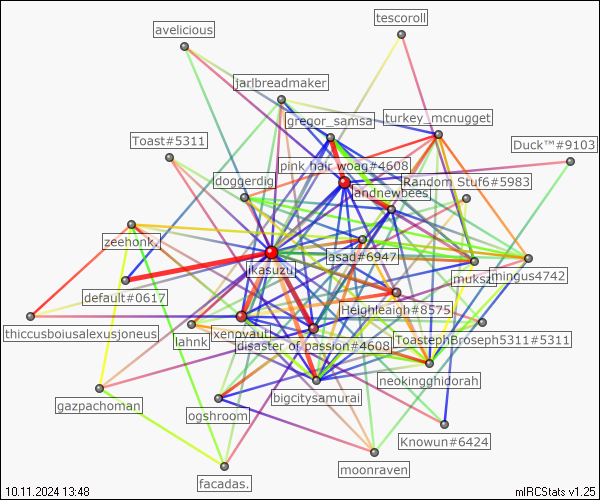 tescoroll
avelicious
jarlbreadmaker
gregor_samsa
turkey_mcnugget
Toast#5311
Duck™#9103
pink hair woag#4608
doggerdig
Random Stuf6#5983
andnewbees
zeehonk.
asad#6947
ikasuzu
muksz
mingus4742
default#0617
Heighleaigh#8575
thiccusboiusalexusjoneus
xenovaut
lahnk
disaster of passion#4608
ToastephBroseph5311#5311
neokingghidorah
bigcitysamurai
gazpachoman
ogshroom
Knowun#6424
moonraven
facadas.
10.11.2024 13:48
mIRCStats v1.25